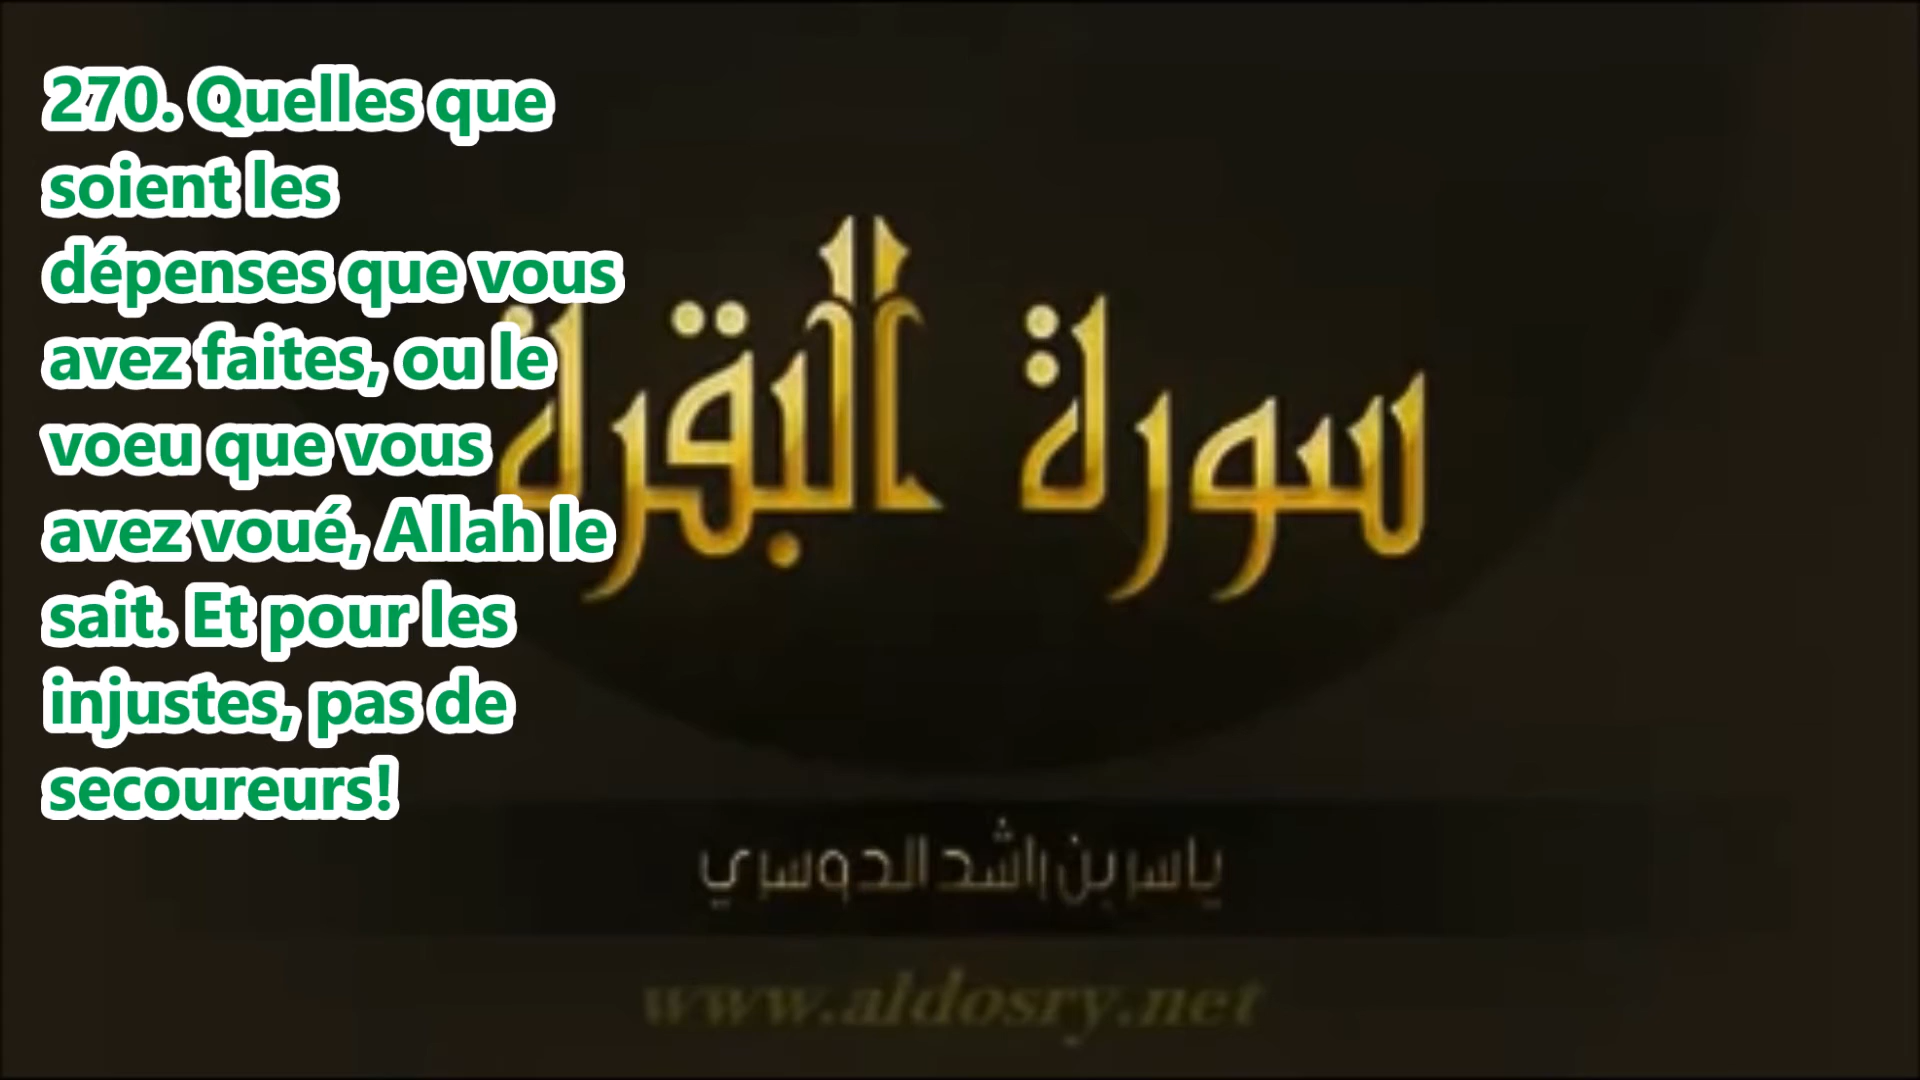 270. Quelles que
soient les
dépenses que vous
avez faites, ou le
voeu que vous
avez voué, Allah le
sait. Et pour les
injustes, pas de
secoureurs!
سورة البقرة
ياسر بن راشد الدوسري
www.aldosry.net